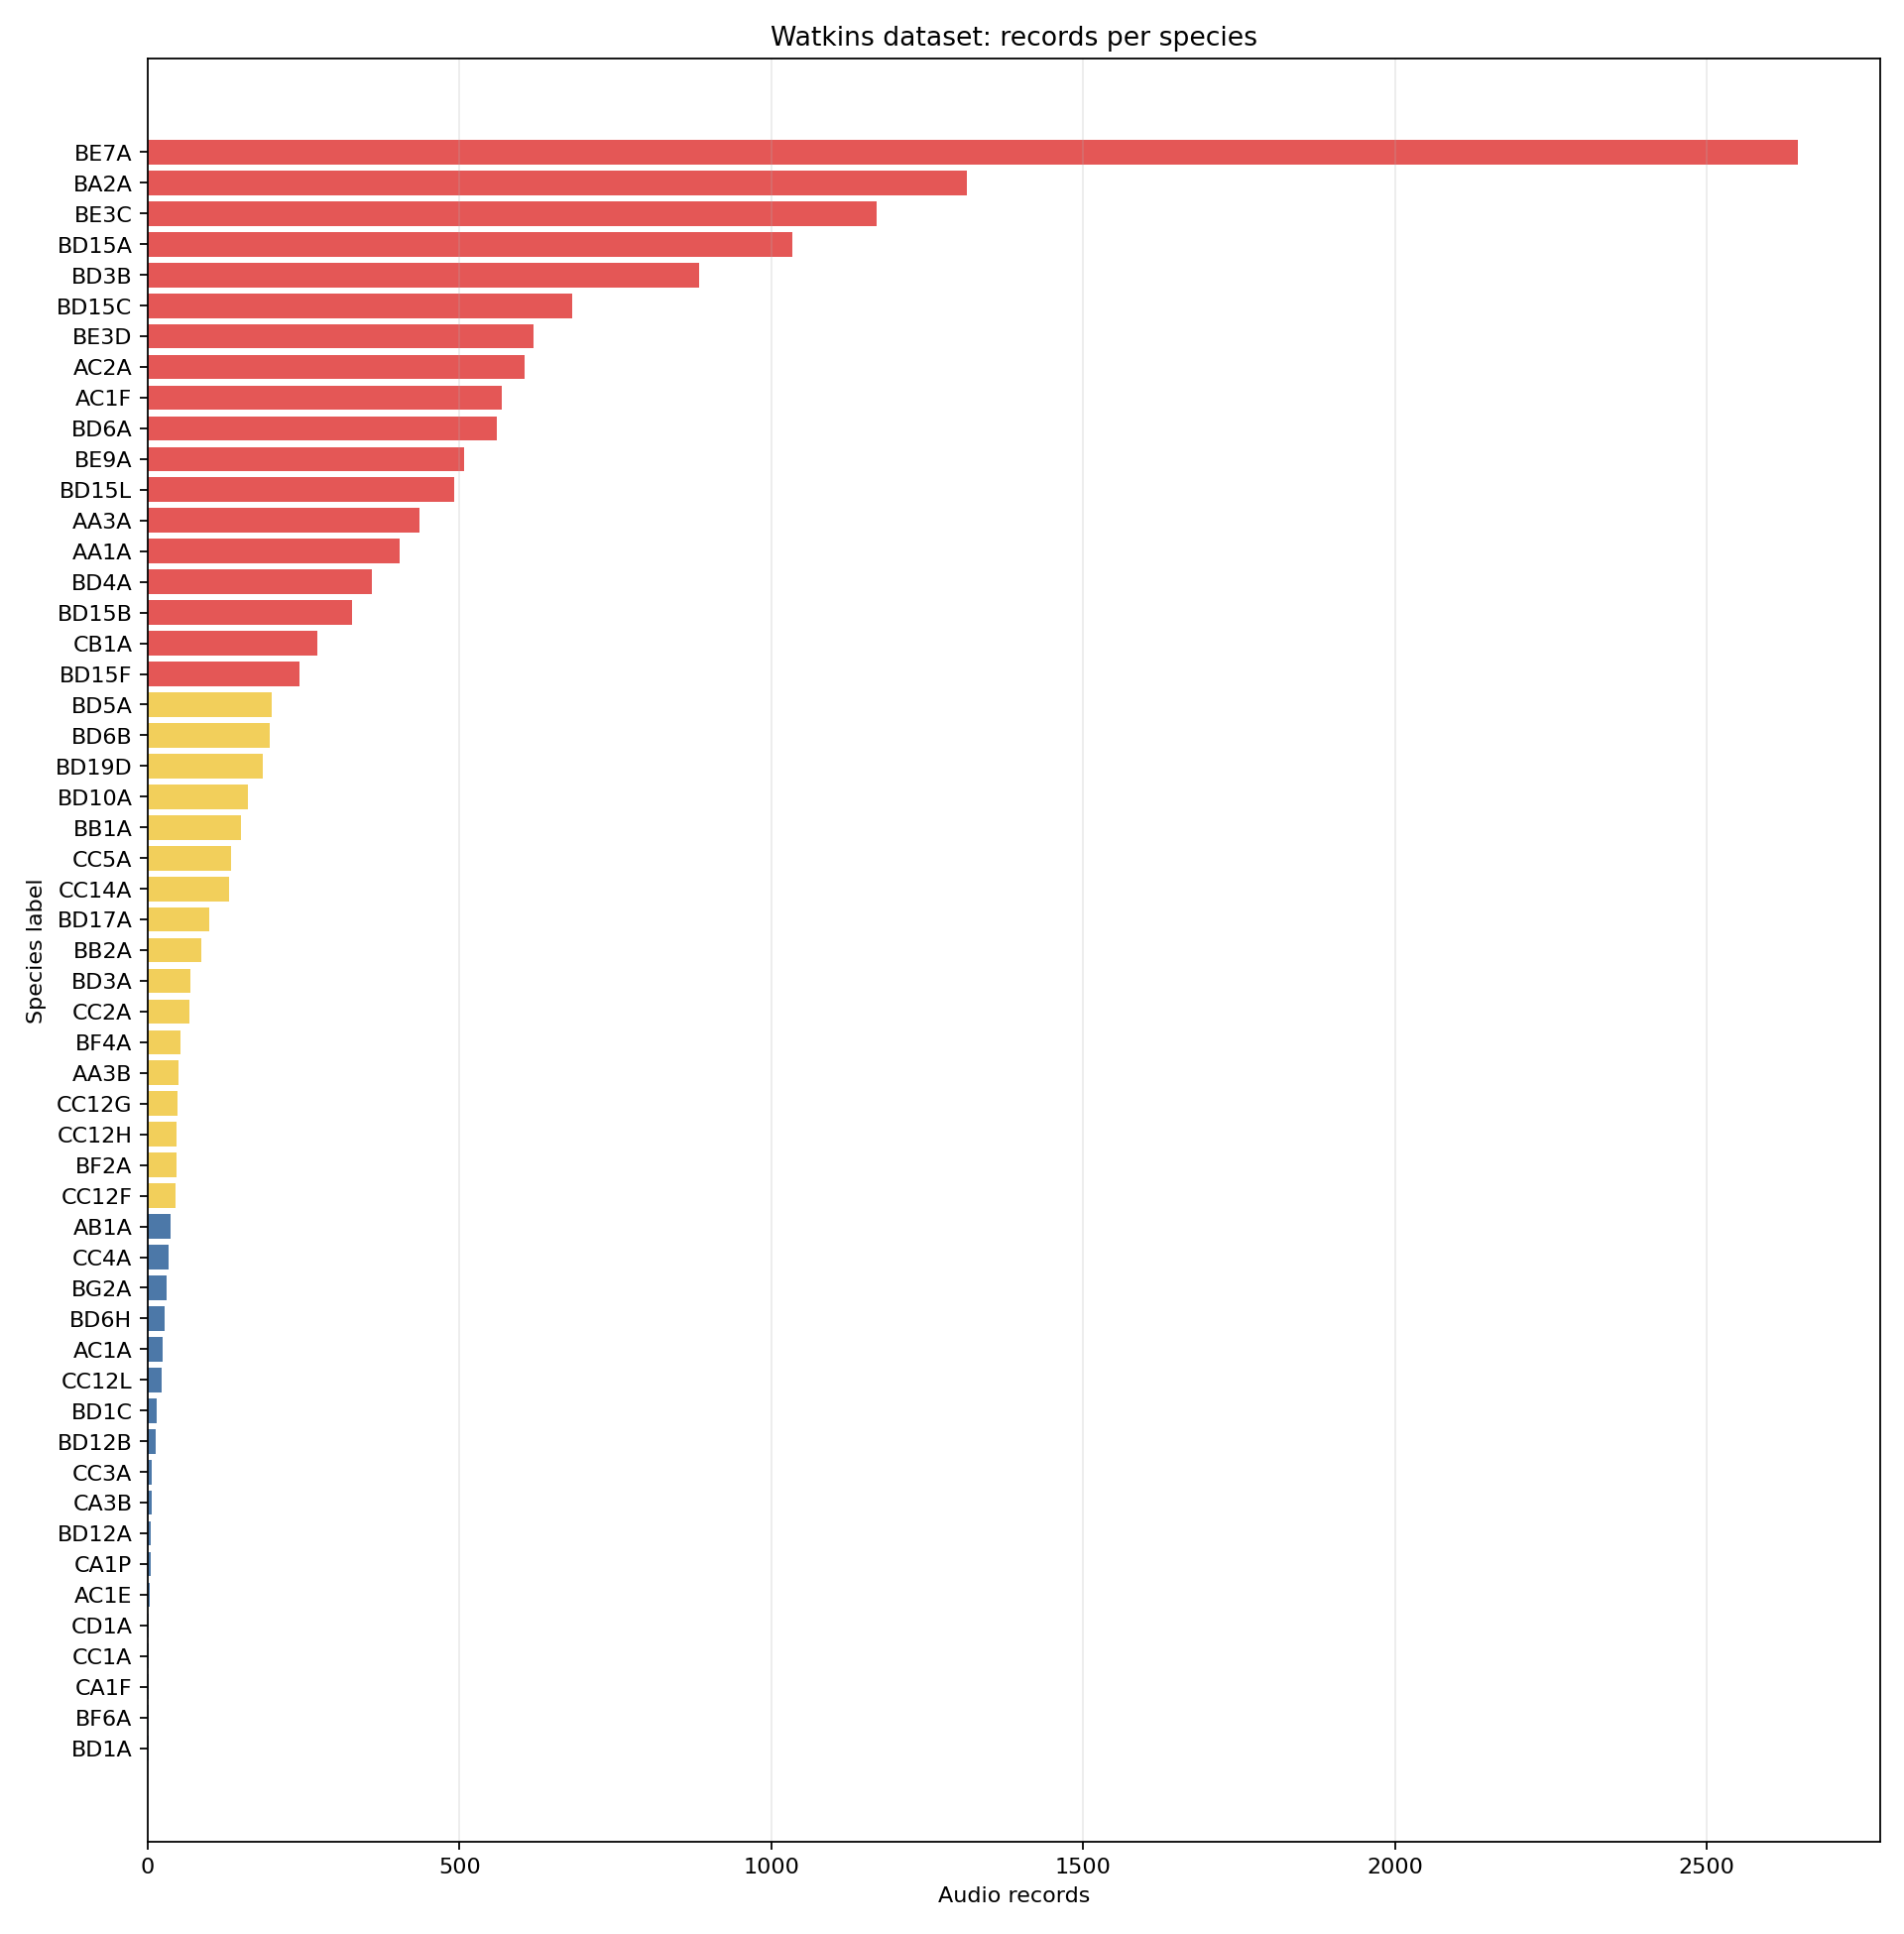 Watkins dataset: records per species
BE7A
BA2A
BE3C
BD15A
BD3B
BD15C
BE3D
AC2A
AC1F
BD6A
BE9A
BD15L
AA3A
AA1A
BD4A
BD15B
CB1A
BD15F
BD5A
BD6B
BD19D
BD10A
BB1A
CC5A
CC14A
BD17A
BB2A
BD3A
CC2A
BF4A
AA3B
CC12G
CC12H
BF2A
CC12F
AB1A
CC4A
BG2A
BD6H
AC1A
CC12L
BD1C
BD12B
CC3A
CA3B
BD12A
CA1P
AC1E
CD1A
CC1A
CA1F
BF6A
BD1A
Species label
0 500 1000 1500 2000 2500
Audio records